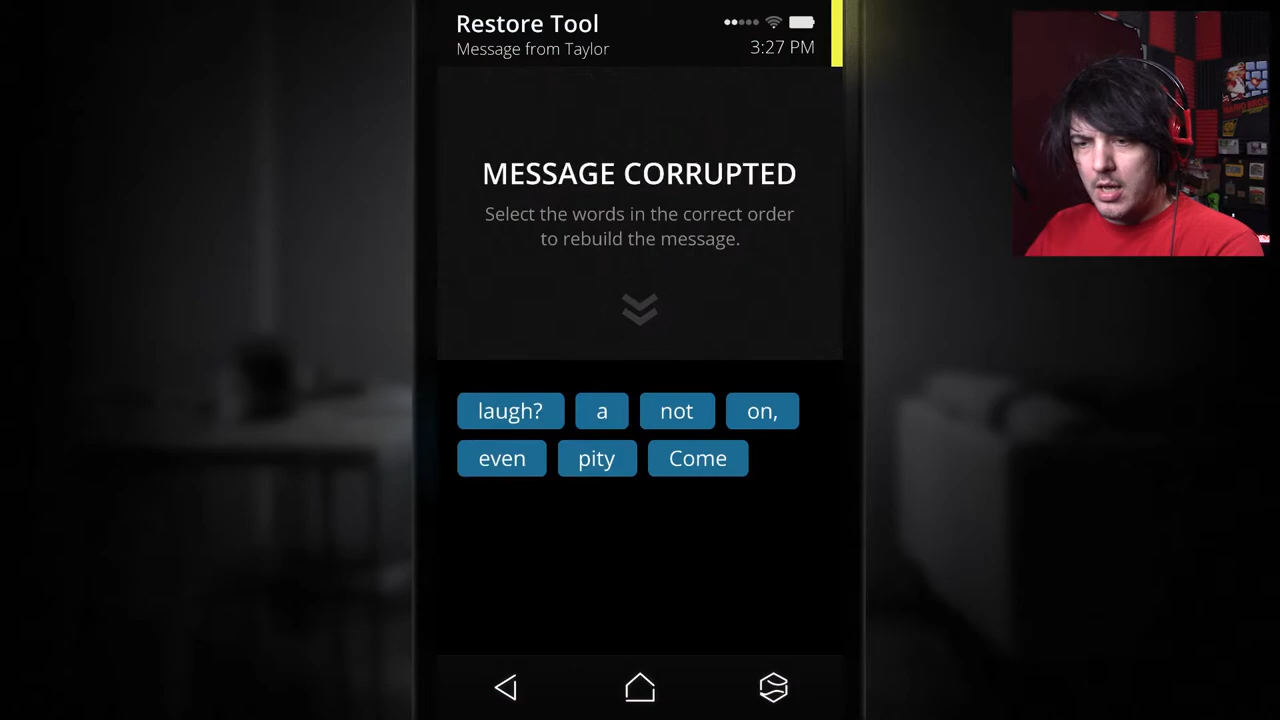 Restore Tool
Message from Taylor
3:27 PM
MESSAGE CORRUPTED
Select the words in the correct order
to rebuild the message.
laugh? a not on,
even pity Come